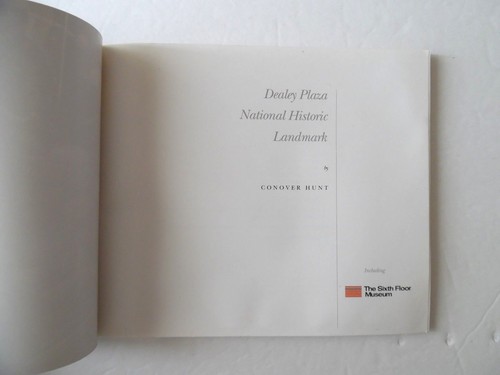 Dealey Plaza
National Historic
Landmark
by
CONOVER HUNT
Including
The Sixth Floor
Museum